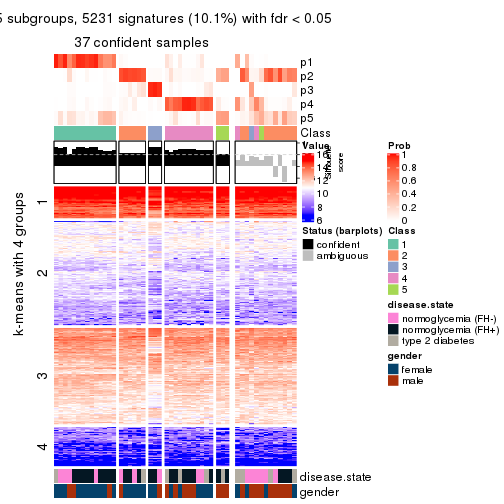 5 subgroups, 5231 signatures (10.1%) with fdr < 0.05
37 confident samples
p1
p2
p3
p4
p5
Class
Silhouette
score
k-means with 4 groups
1
2
3
4
disease.state
gender
Value
16
14
12
10
8
6
Status (barplots)
confident
ambiguous
Prob
1
0.8
0.6
0.4
0.2
0
Class
1
2
3
4
5
disease.state
normoglycemia (FH-)
normoglycemia (FH+)
type 2 diabetes
gender
female
male